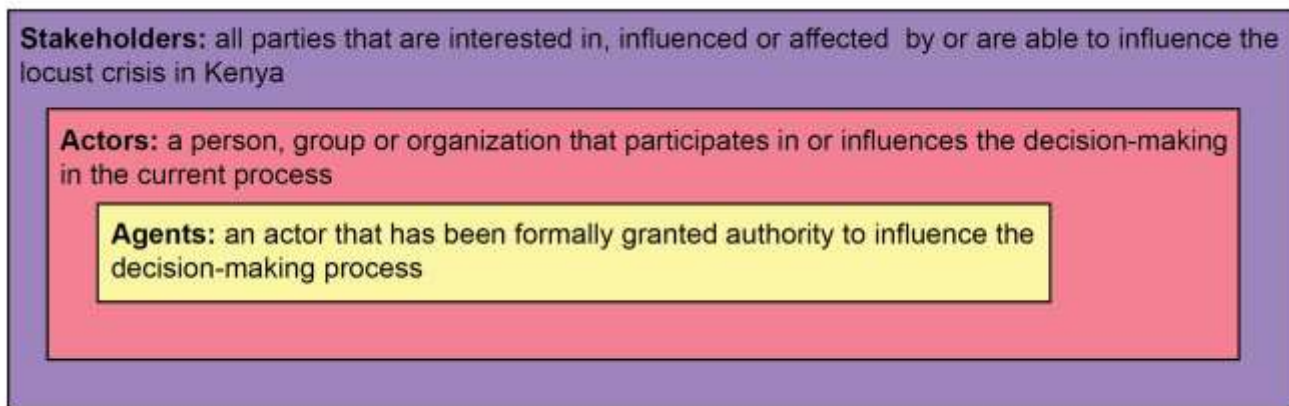 Stakeholders: all parties that are interested in, influenced or affected by or are able to influence the
locust crisis in Kenya
Actors: a person, group or organization that participates in or influences the decision-making
in the current process
Agents: an actor that has been formally granted authority to influence the
decision-making process